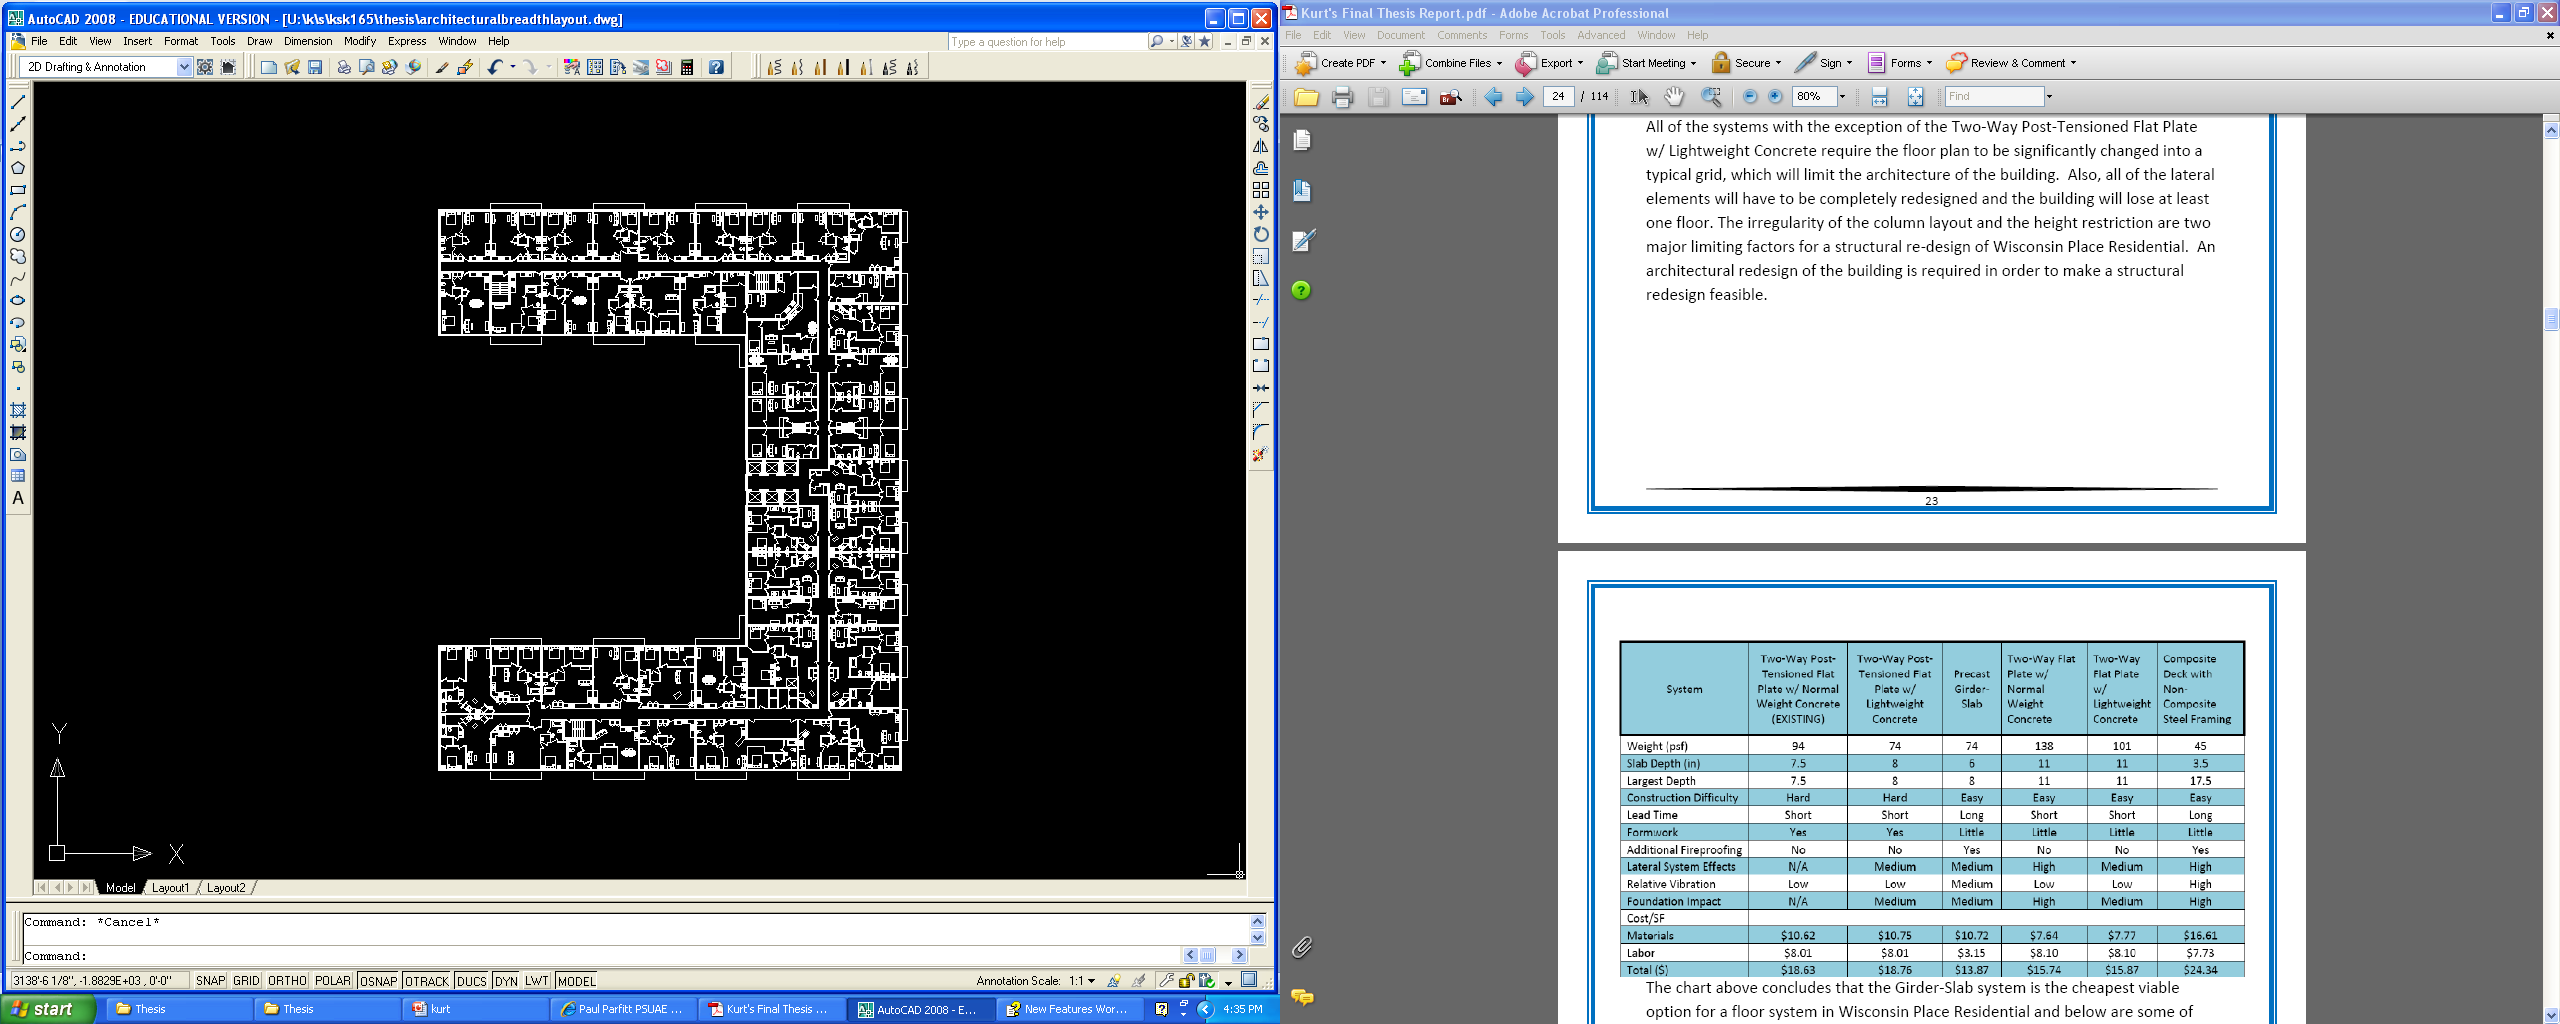 AutoCAD 2008 - EDUCATIONAL VERSION - [U:\k\s\ksk165\thesis\architecturalbreadthlayout.dwg]
File Edit View Insert Format Tools Draw Dimension Modify Express Window Help
Type a question for help
2D Drafting & Annotation
A
Y
X
Model Layout1 Layout2
Command: *Cancel*
Command:
3138'-6 1/8", -1.8829E+03 , 0'-0" SNAP GRID ORTHO POLAR OSNAP OTRACK DUCS DYN LWT MODEL
Annotation Scale: 1:1
start Thesis Thesis kurt Paul Parfitt PSUAE ... Kurt's Final Thesis ... AutoCAD 2008 - E... New Features Wor... 4:35 PM
Kurt's Final Thesis Report.pdf - Adobe Acrobat Professional
File Edit View Document Comments Forms Tools Advanced Window Help
Create PDF Combine Files Export Start Meeting Secure Sign Forms Review & Comment
24 / 114 80% Find
All of the systems with the exception of the Two-Way Post-Tensioned Flat Plate
w/ Lightweight Concrete require the floor plan to be significantly changed into a
typical grid, which will limit the architecture of the building. Also, all of the lateral
elements will have to be completely redesigned and the building will lose at least
one floor. The irregularity of the column layout and the height restriction are two
major limiting factors for a structural re-design of Wisconsin Place Residential. An
architectural redesign of the building is required in order to make a structural
redesign feasible.
23
System
Two-Way Post-
Tensioned Flat
Plate w/ Normal
Weight Concrete
(EXISTING)
Two-Way Post-
Tensioned Flat
Plate w/
Lightweight
Concrete
Precast
Girder-
Slab
Two-Way Flat
Plate w/
Normal
Weight
Concrete
Two-Way
Flat Plate
w/
Lightweight
Concrete
Composite
Deck with
Non-
Composite
Steel Framing
Weight (psf) 94 74 74 138 101 45
Slab Depth (in) 7.5 8 6 11 11 3.5
Largest Depth 7.5 8 8 11 11 17.5
Construction Difficulty Hard Hard Easy Easy Easy Easy
Lead Time Short Short Long Short Short Long
Formwork Yes Yes Little Little Little Little
Additional Fireproofing No No Yes No No Yes
Lateral System Effects N/A Medium Medium High Medium High
Relative Vibration Low Low Medium Low Low High
Foundation Impact N/A Medium Medium High Medium High
Cost/SF
Materials $10.62 $10.75 $10.72 $7.64 $7.77 $16.61
Labor $8.01 $8.01 $3.15 $8.10 $8.10 $7.73
Total ($) $18.63 $18.76 $13.87 $15.74 $15.87 $24.34
The chart above concludes that the Girder-Slab system is the cheapest viable
option for a floor system in Wisconsin Place Residential and below are some of